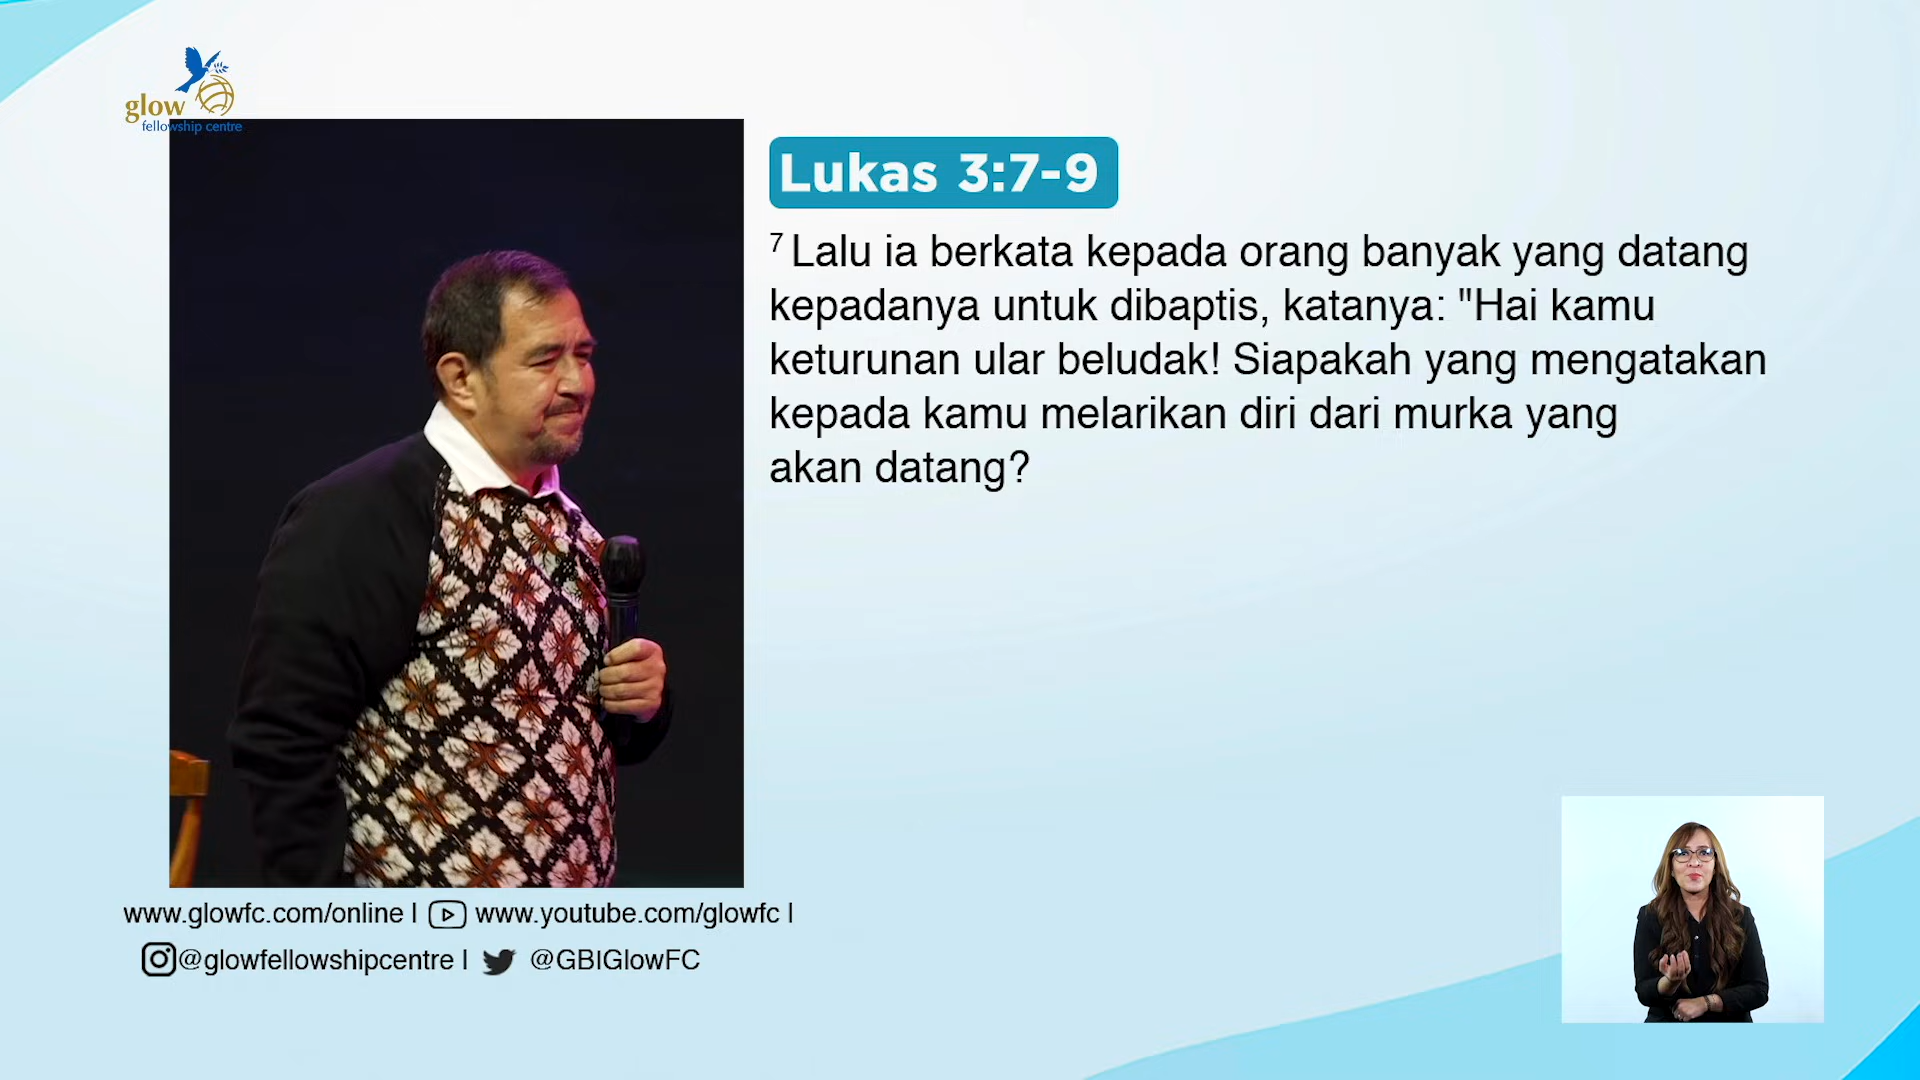 glow
fellowship centre
Lukas 3:7-9
7 Lalu ia berkata kepada orang banyak yang datang
kepadanya untuk dibaptis, katanya: "Hai kamu
keturunan ular beludak! Siapakah yang mengatakan
kepada kamu melarikan diri dari murka yang
akan datang?
www.glowfc.com/online | www.youtube.com/glowfc |
@glowfellowshipcentre | @GBIGlowFC